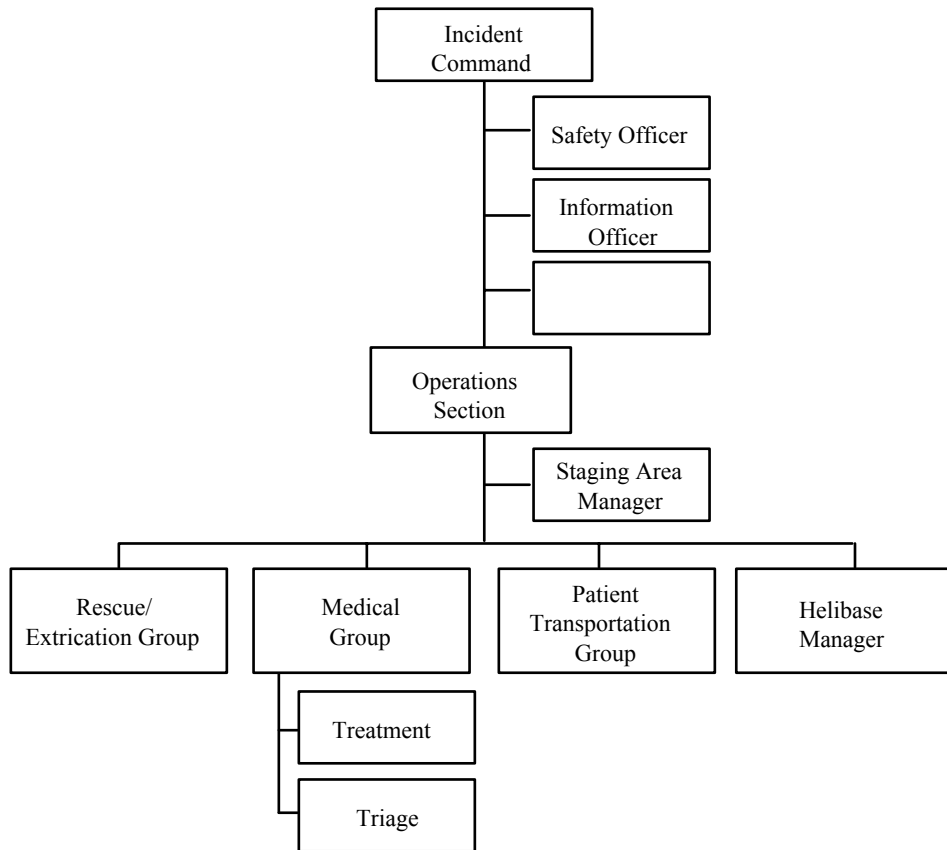 Incident
Command
Safety Officer
Information
Officer
Operations
Section
Staging Area
Manager
Rescue/
Extrication Group
Medical
Group
Patient
Transportation
Group
Helibase
Manager
Treatment
Triage